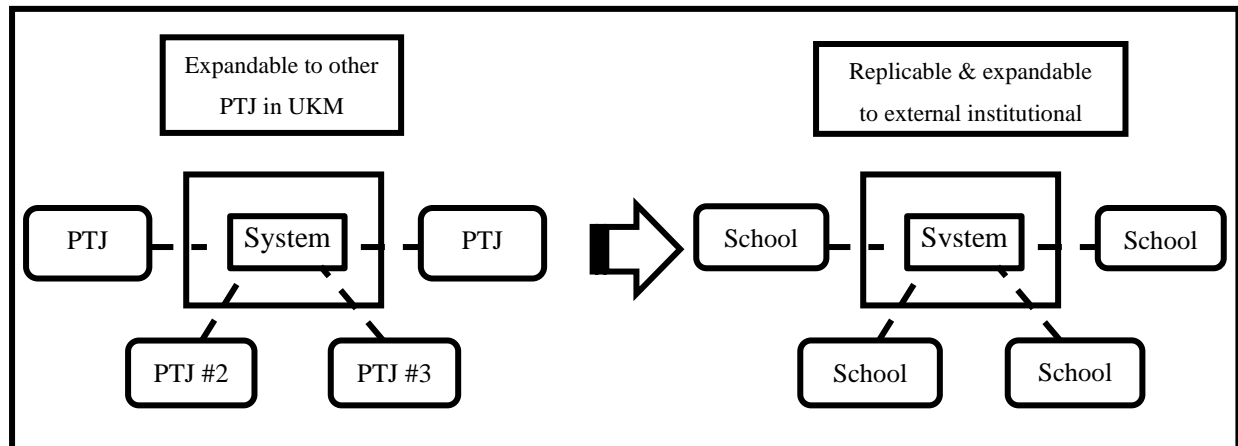 Expandable to other
PTJ in UKM
PTJ
System
PTJ
PTJ #2
PTJ #3
Replicable & expandable
to external institutional
School
Svstem
School
School
School